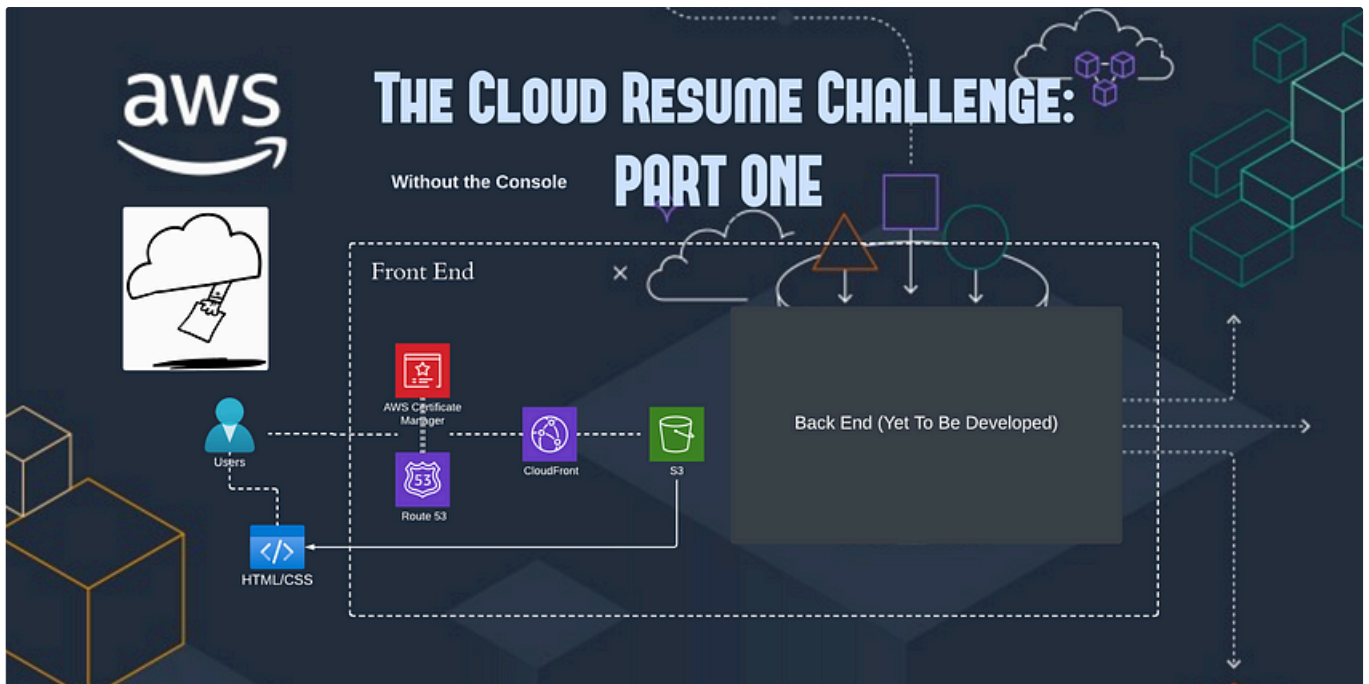 aws
THE CLOUD RESUME CHALLENGE:
Without the Console
PART ONE
Front End
AWS Certificate
Manager
Users
CloudFront
S3
Back End (Yet To Be Developed)
53
Route 53
</>
HTML/CSS